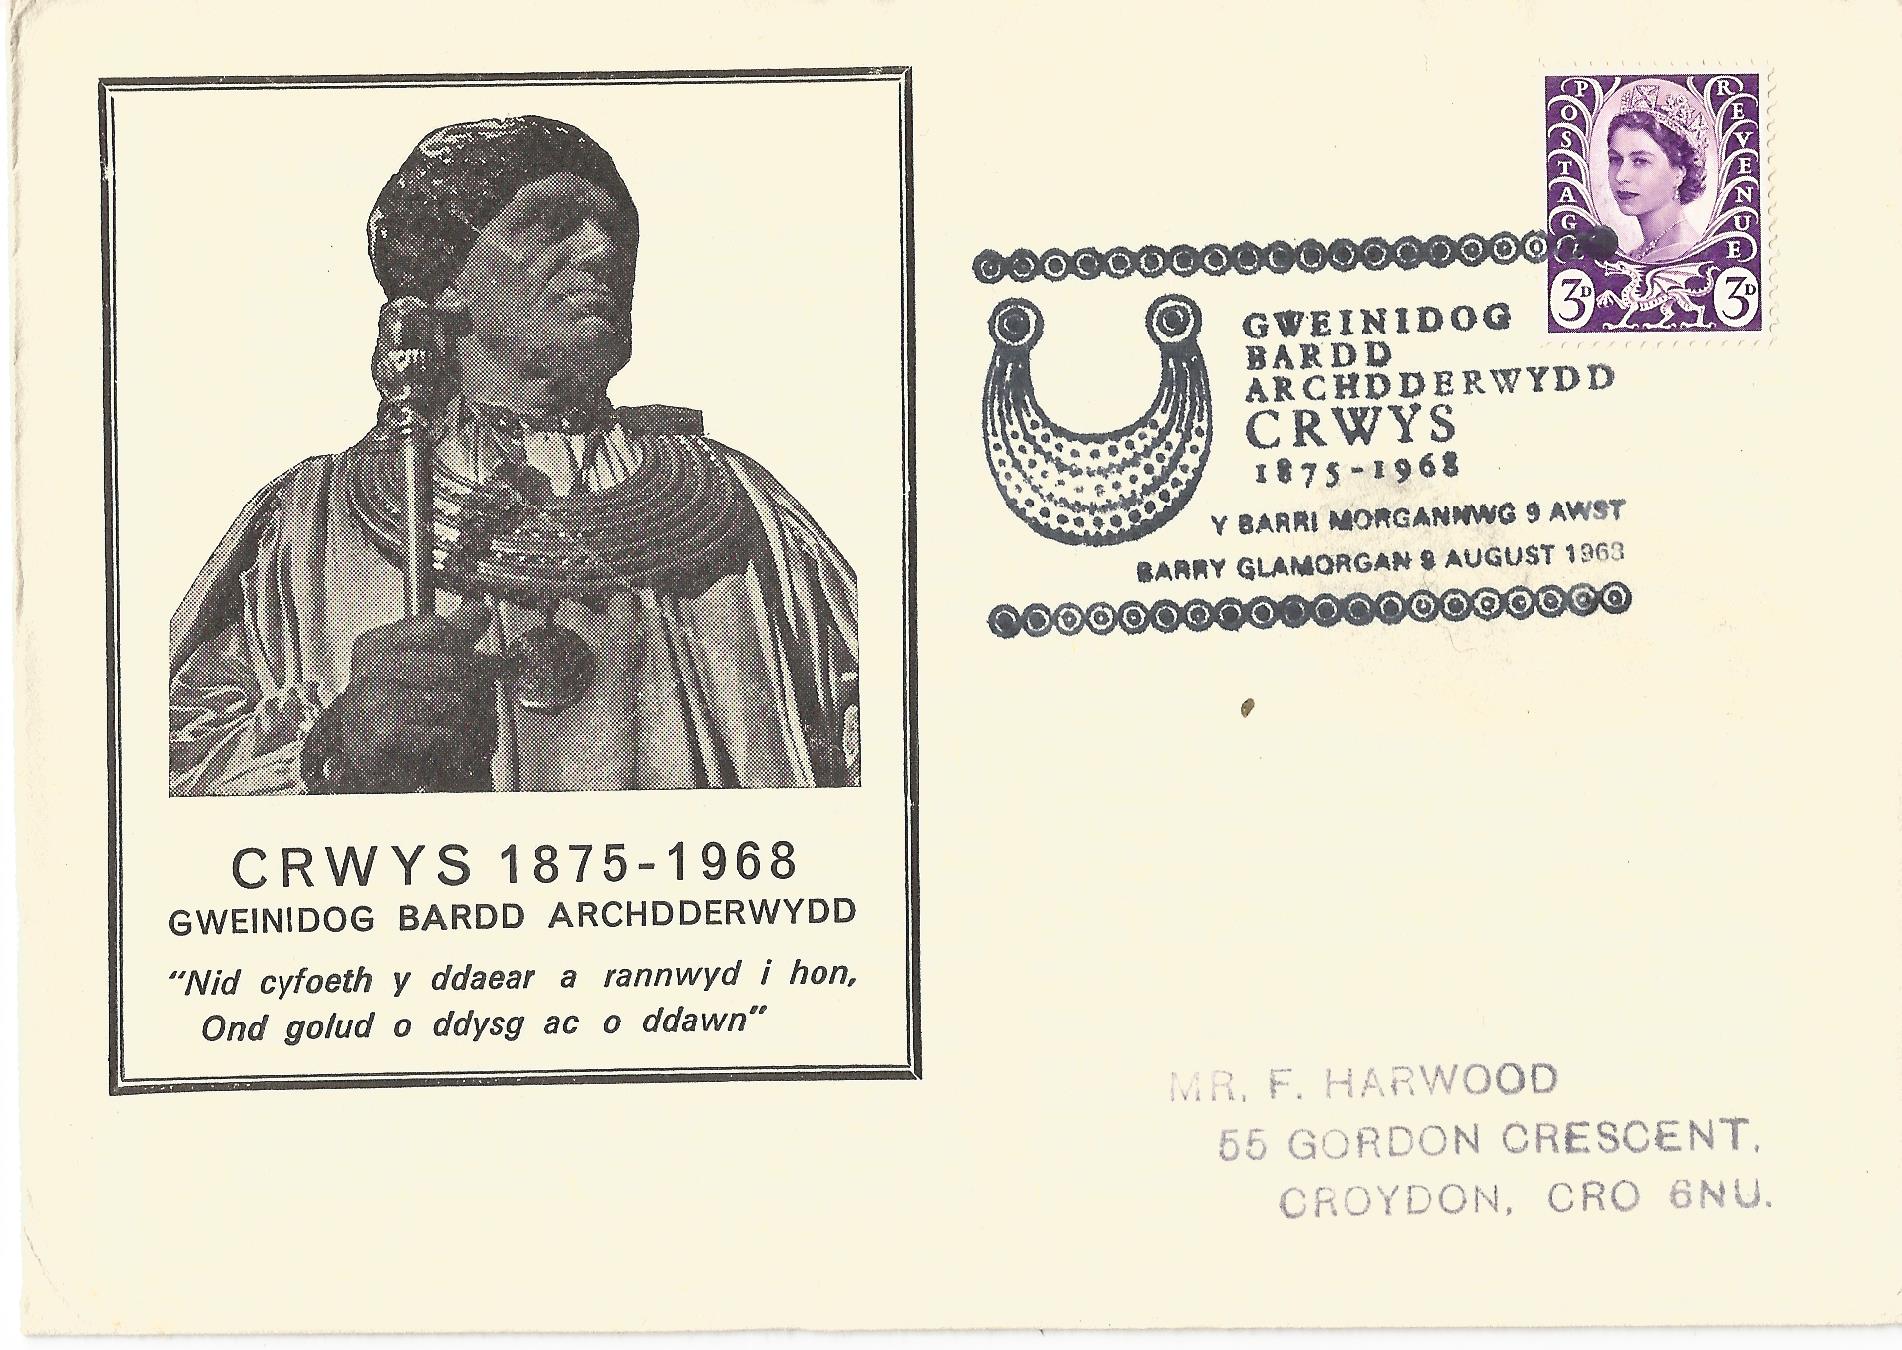 CRWYS 1875-1968
GWEINIDOG BARDD ARCHDDERWYDD
"Nid cyfoeth y ddaear a rannwyd i hon,
Ond golud o ddysg ac o ddawn"
POSTAGE
REVENUE
3D
3D
GWEINIDOG
BARDD
ARCHDDERWYDD
CRWYS
1875-1968
Y BARRI MORGANNWG 9 AWST
BARRY GLAMORGAN 9 AUGUST 1968
MR. F. HARWOOD
55 GORDON CRESCENT,
CROYDON, CRO 6NU.